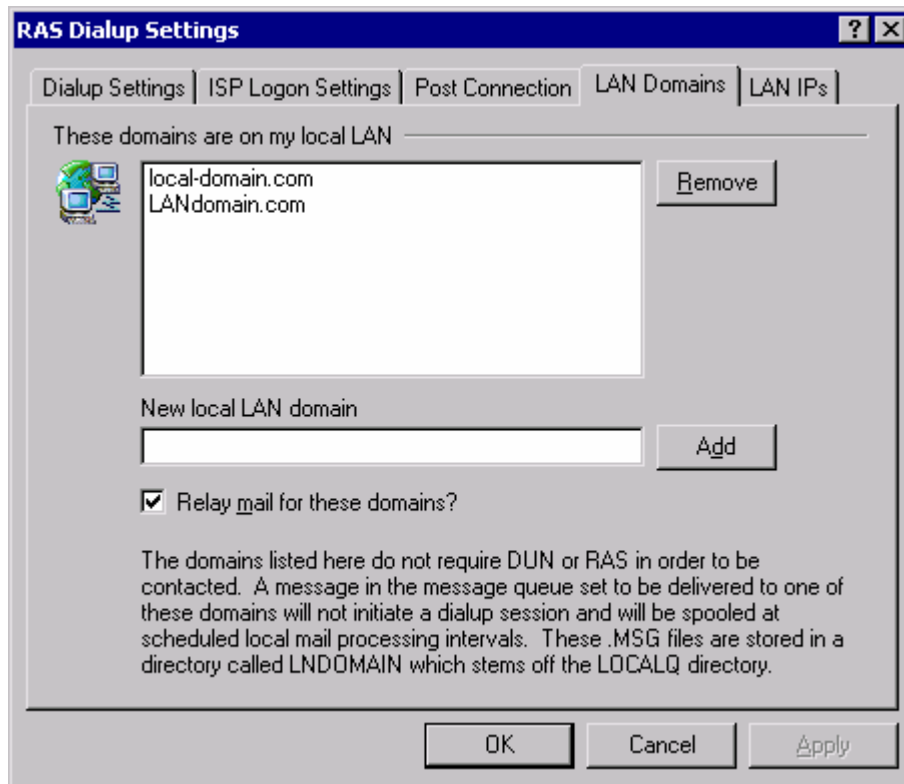 RAS Dialup Settings
Dialup Settings
ISP Logon Settings
Post Connection
LAN Domains
LAN IPs
These domains are on my local LAN
local-domain.com
LANdomain.com
Remove
New local LAN domain
Add
Relay mail for these domains?
The domains listed here do not require DUN or RAS in order to be
contacted.  A message in the message queue set to be delivered to one of
these domains will not initiate a dialup session and will be spooled at
scheduled local mail processing intervals.  These .MSG files are stored in a
directory called LNDOMAIN which stems off the LOCALQ directory.
OK
Cancel
Apply